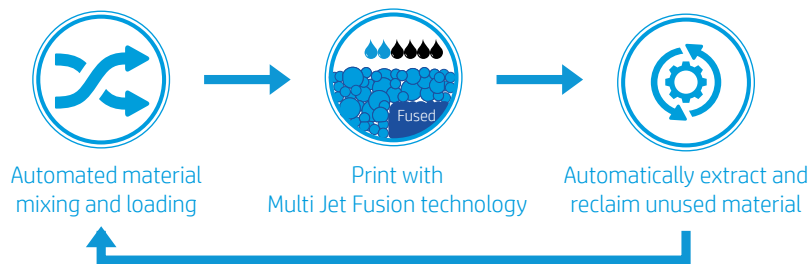 Fused
Automated material
mixing and loading
Print with
Multi Jet Fusion technology
Automatically extract and
reclaim unused material